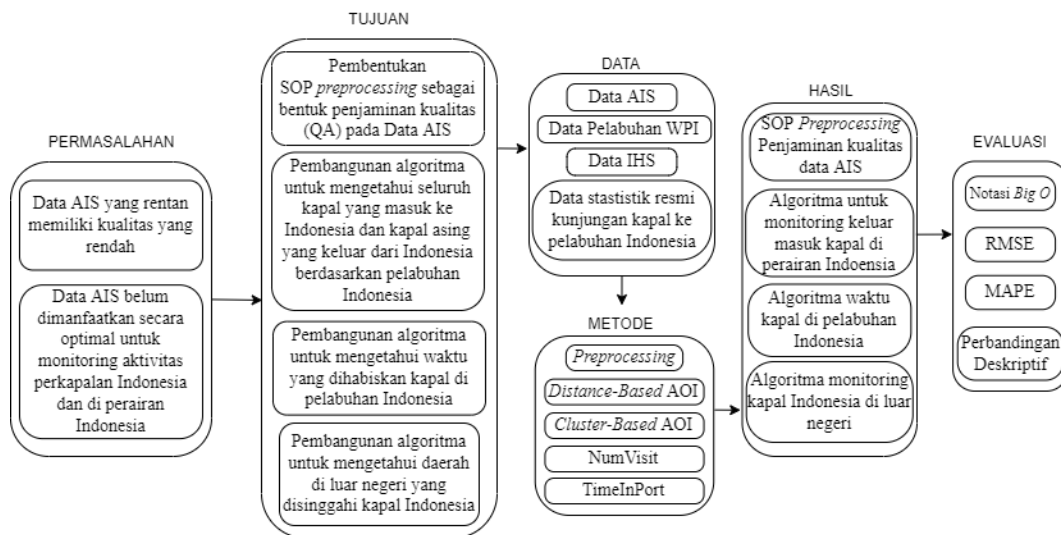 PERMASALAHAN
Data AIS yang rentan
memiliki kualitas yang
rendah
Data AIS belum
dimanfaatkan secara
optimal untuk
monitoring aktivitas
perkapalan Indonesia
dan di perairan
Indonesia
TUJUAN
Pembentukan
SOP preprocessing sebagai
bentuk penjaminan kualitas
(QA) pada Data AIS
Pembangunan algoritma
untuk mengetahui seluruh
kapal yang masuk ke
Indonesia dan kapal asing
yang keluar dari Indonesia
berdasarkan pelabuhan
Indonesia
Pembangunan algoritma
untuk mengetahui waktu
yang dihabiskan kapal di
pelabuhan Indonesia
Pembangunan algoritma
untuk mengetahui daerah
di luar negeri yang
disinggahi kapal Indonesia
DATA
Data AIS
Data Pelabuhan WPI
Data IHS
Data stastistik resmi
kunjungan kapal ke
pelabuhan Indonesia
METODE
Preprocessing
Distance-Based AOI
Cluster-Based AOI
NumVisit
TimeInPort
HASIL
SOP Preprocessing
Penjaminan kualitas
data AIS
Algoritma untuk
monitoring keluar
masuk kapal di
perairan Indoensia
Algoritma waktu
kapal di pelabuhan
Indonesia
Algoritma monitoring
kapal Indonesia di luar
negeri
EVALUASI
Notasi Big O
RMSE
MAPE
Perbandingan
Deskriptif